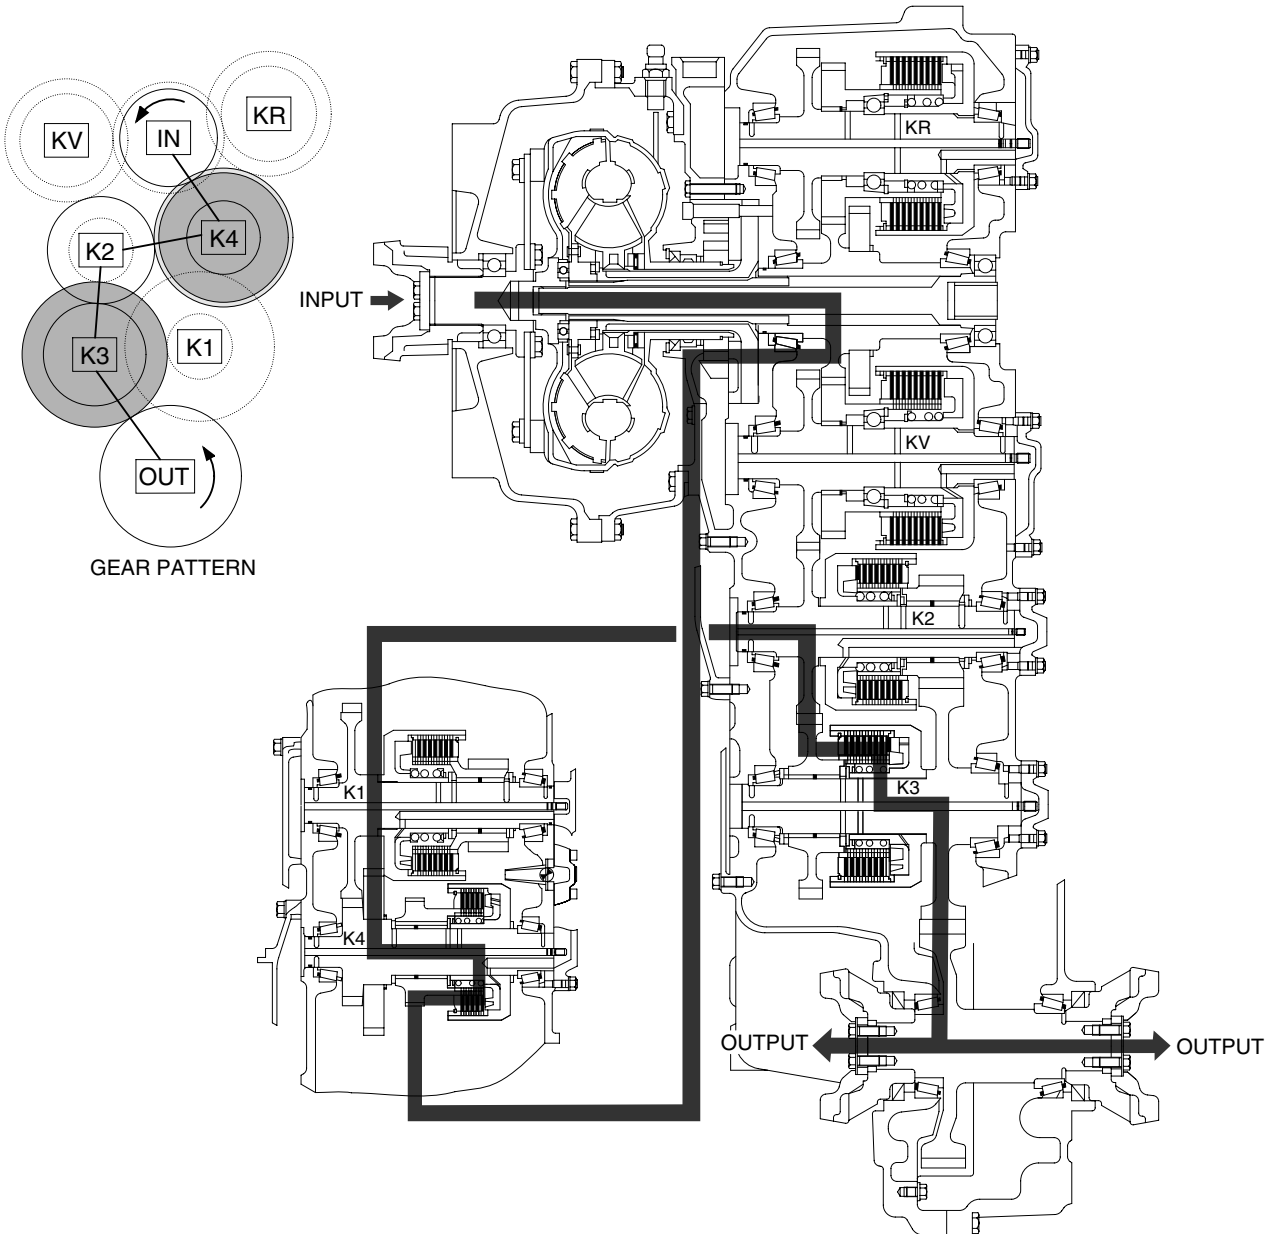 KR
KV
IN
K2
K4
K3
K1
OUT
GEAR PATTERN
INPUT
KR
KV
K2
K3
K1
K4
OUTPUT
OUTPUT